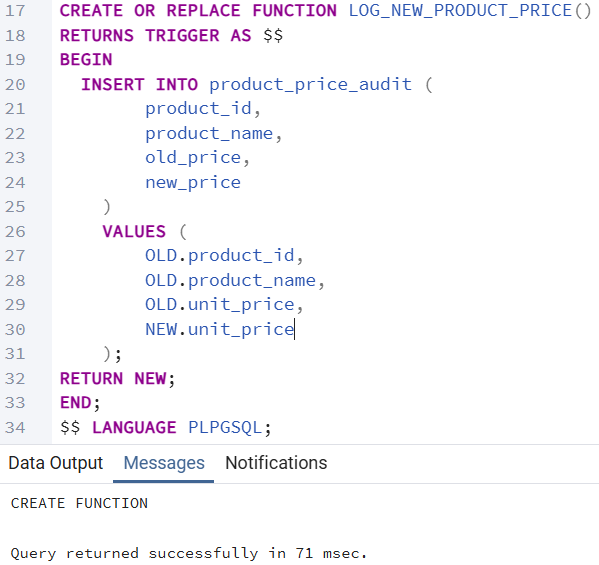 17 CREATE OR REPLACE FUNCTION LOG_NEW_PRODUCT_PRICE()
18 RETURNS TRIGGER AS $$
19 BEGIN
20 INSERT INTO product_price_audit (
21 product_id,
22 product_name,
23 old_price,
24 new_price
25 )
26 VALUES (
27 OLD.product_id,
28 OLD.product_name,
29 OLD.unit_price,
30 NEW.unit_price
31 );
32 RETURN NEW;
33 END;
34 $$ LANGUAGE PLPGSQL;
Data Output Messages Notifications
CREATE FUNCTION
Query returned successfully in 71 msec.